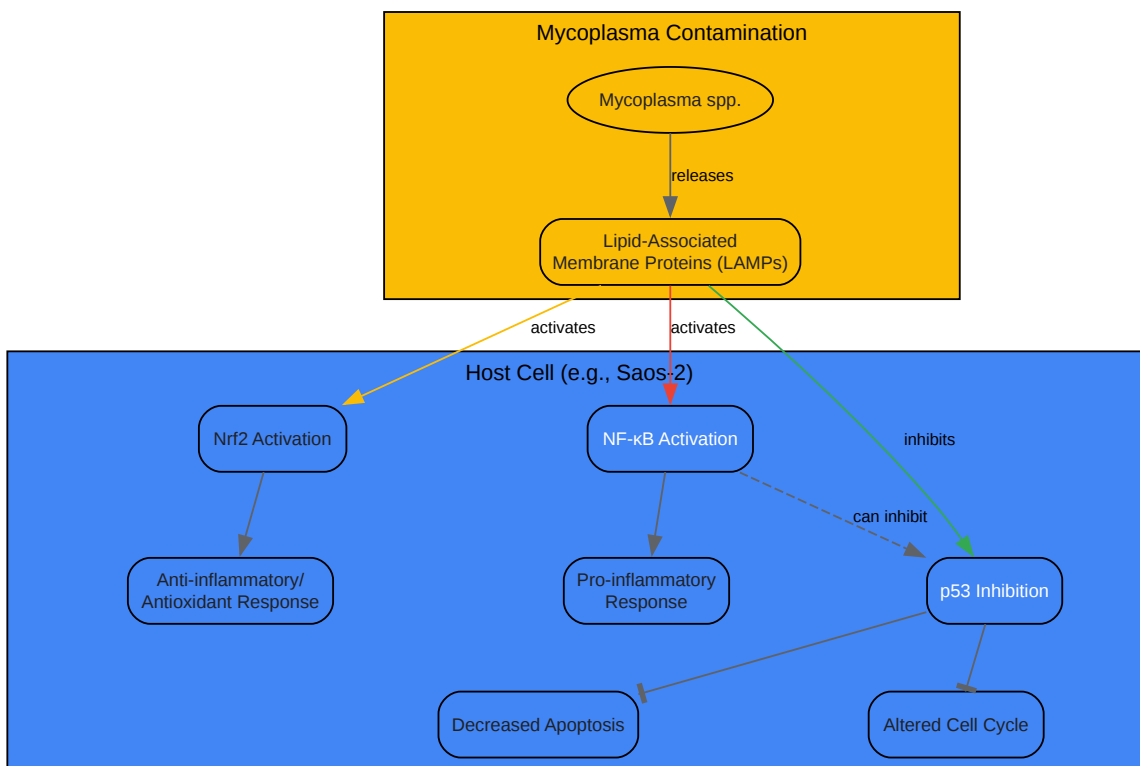 Mycoplasma Contamination
Mycoplasma spp.
releases
Lipid-Associated
Membrane Proteins (LAMPs)
activates
activates
Host Cell (e.g., Saos-2)
Nrf2 Activation
NF-κB Activation
inhibits
can inhibit
Anti-inflammatory/
Antioxidant Response
Pro-inflammatory
Response
p53 Inhibition
Decreased Apoptosis
Altered Cell Cycle